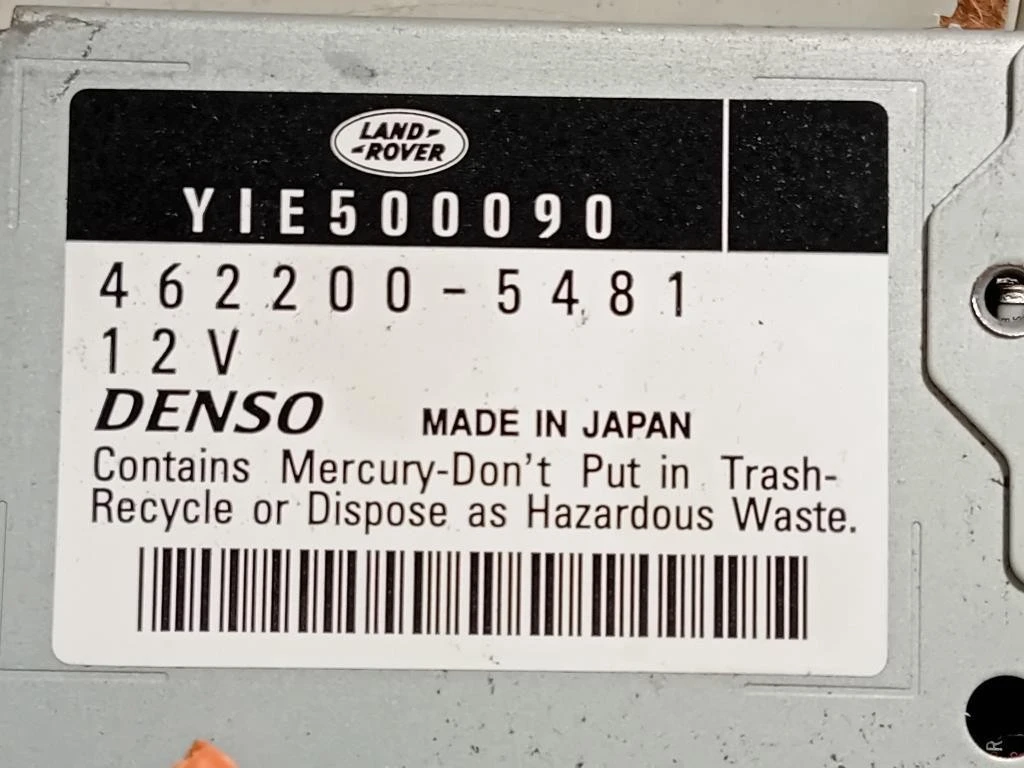 LAND-
-ROVER
YIE500090
462200-5481
12V
DENSO
MADE IN JAPAN
Contains Mercury-Don't Put in Trash-
Recycle or Dispose as Hazardous Waste.